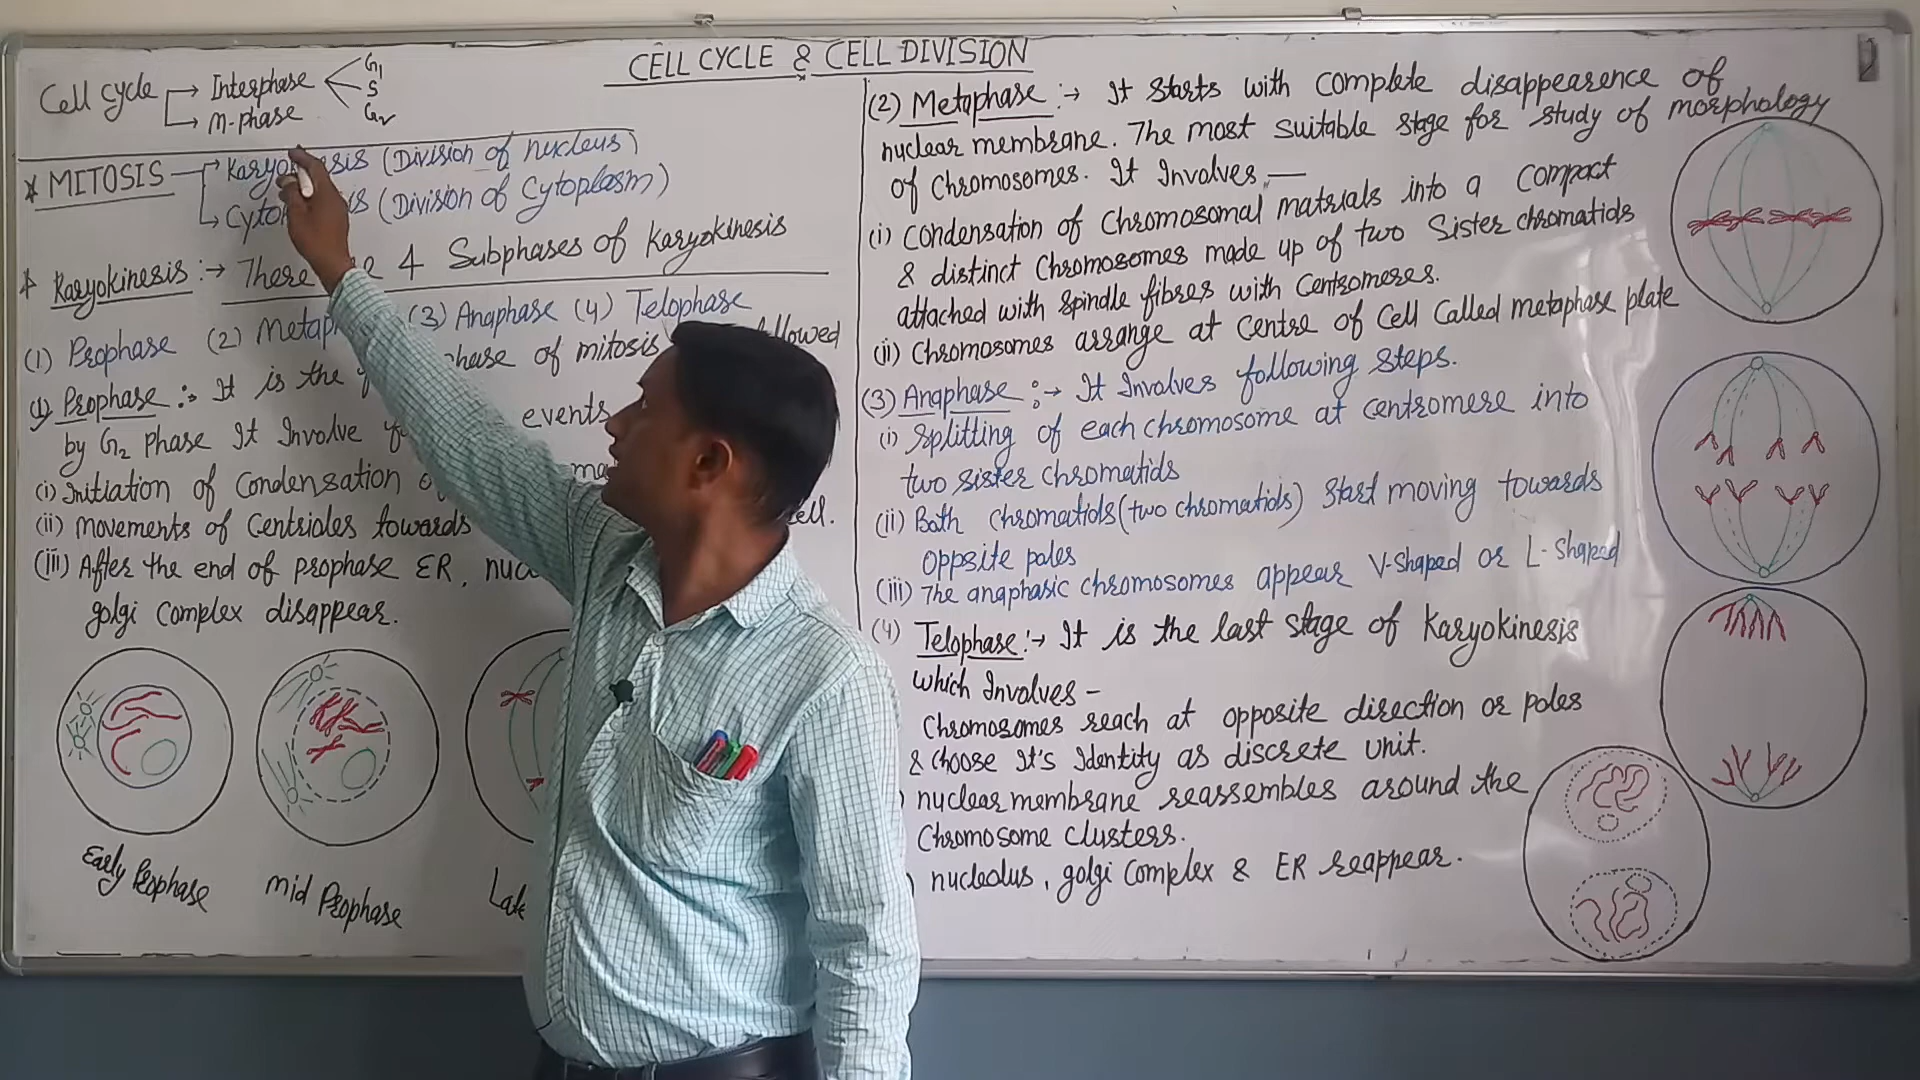 CELL CYCLE & CELL DIVISION
Cell cycle → Interphase G1
S
G2
→ M-phase
* MITOSIS → Karyokinesis (Division of nucleus)
→ Cytokinesis (Division of Cytoplasm)
* Karyokinesis :→ There are 4 Subphases of Karyokinesis
(1) Prophase (2) Metaph (3) Anaphase (4) Telophase
(1) Prophase :→ It is the phase of mitosis followed
by G2 phase It Involve events
(i) Initiation of Condensation
(ii) Movements of Centrioles towards cell.
(iii) After the end of prophase ER,
golgi Complex disappear.
Early Prophase
mid Prophase
Late
(2) Metaphase :→ It starts with complete disappearence of
nuclear membrane. The most suitable stage for study of morphology
of Chromosomes. It Involves —
(i) Condensation of Chromosomal matrials into a compact
& distinct Chromosomes made up of two Sister chromatids
attached with spindle fibres with Centromeres.
(ii) Chromosomes arrange at Centre of Cell Called metaphase plate
(3) Anaphase :→ It Involves following steps.
(i) Splitting of each chromosome at centromere into
two sister chromatids
(ii) Both Chromatids (two chromatids) start moving towards
opposite poles
(iii) The anaphasic chromosomes appear V-shaped or L-shaped
(4) Telophase :→ It is the last stage of Karyokinesis
which Involves –
Chromosomes reach at opposite direction or poles
& Choose It's Identity as discrete unit.
nuclear membrane reassembles around the
Chromosome clusters.
nucleolus, golgi Complex & ER reappear.